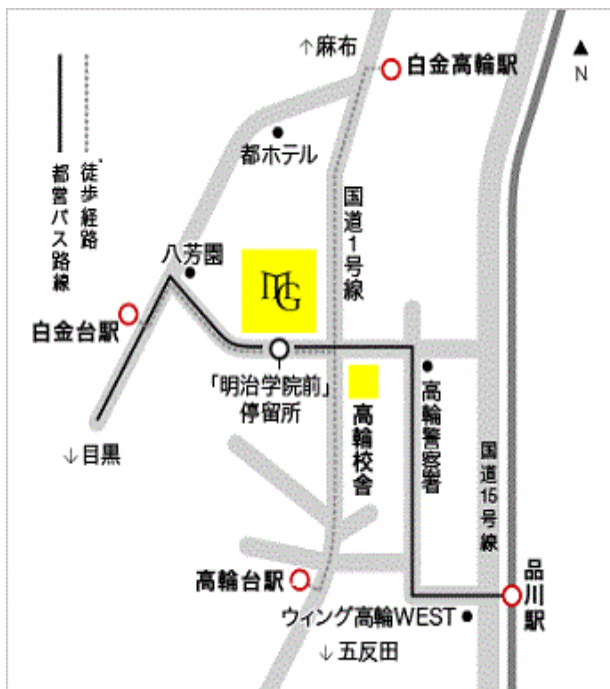 ↑麻布
白金高輪駅
▲
N
都ホテル
都営バス路線
徒歩経路
国道1号線
八芳園
MG
白金台駅
「明治学院前」
停留所
高輪校舎
高輪警察署
国道15号線
↓目黒
高輪台駅
品川駅
ウィング高輪WEST
↓五反田